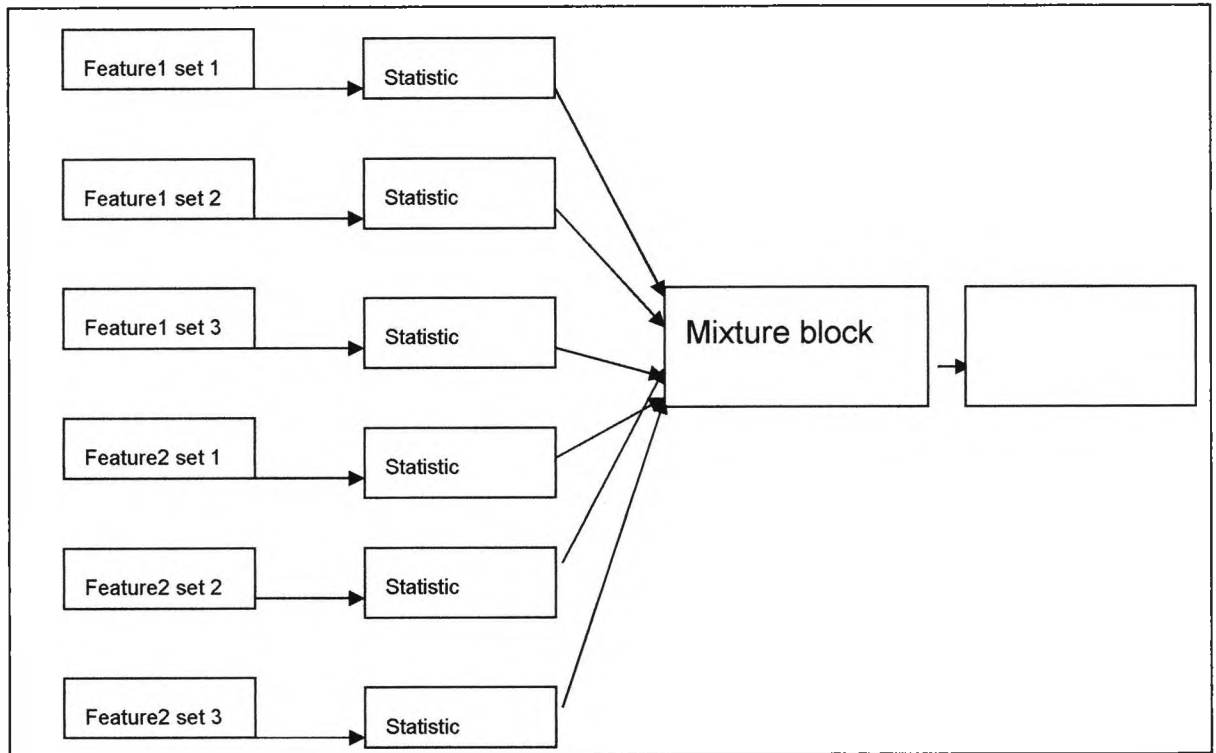 Feature1 set 1
Statistic
Feature1 set 2
Statistic
Feature1 set 3
Statistic
Mixture block
Feature2 set 1
Statistic
Feature2 set 2
Statistic
Feature2 set 3
Statistic